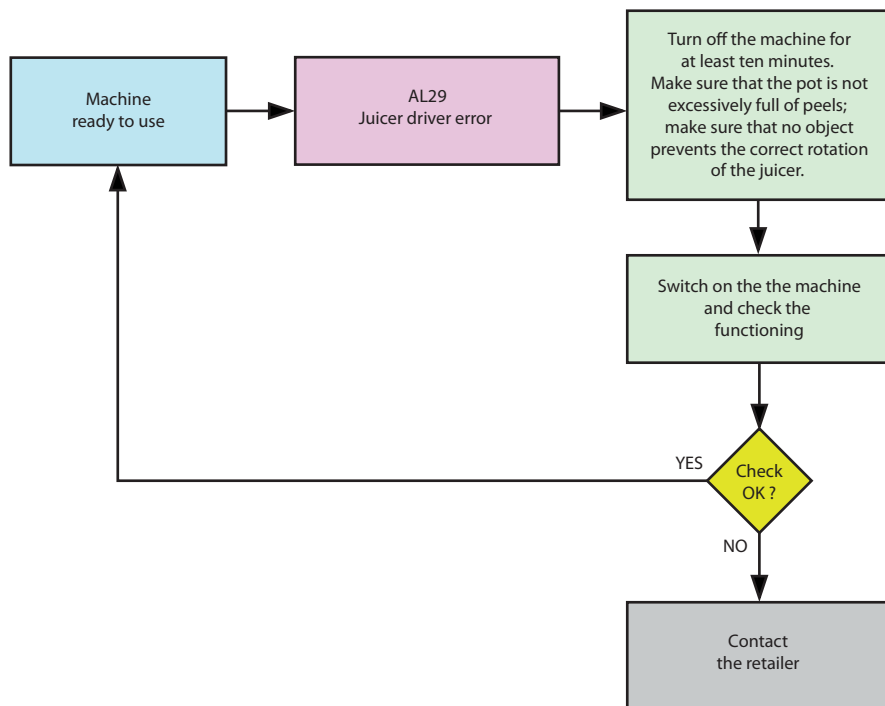 Machine
ready to use
AL29
Juicer driver error
Turn off the machine for
at least ten minutes.
Make sure that the pot is not
excessively full of peels;
make sure that no object
prevents the correct rotation
of the juicer.
Switch on the the machine
and check the
functioning
YES
Check
OK ?
NO
Contact
the retailer